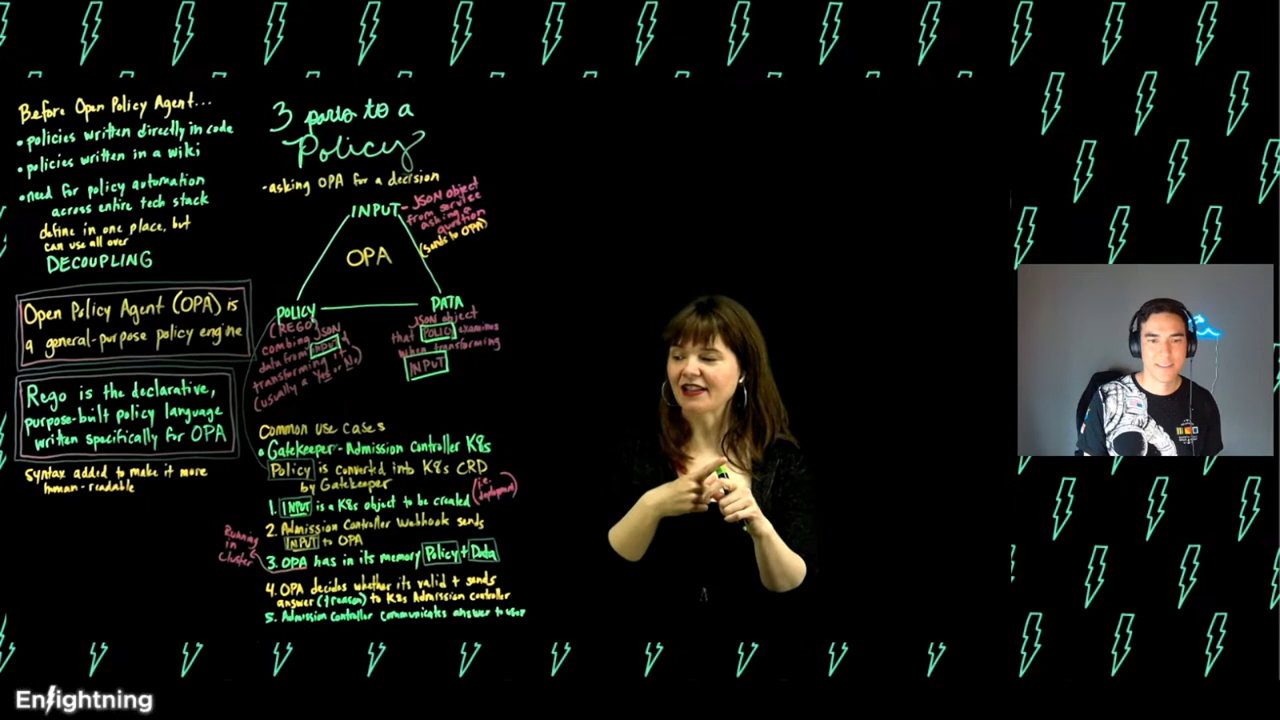 Before Open Policy Agent...
• policies written directly in code
• policies written in a wiki
• need for policy automation
across entire tech stack
define in one place, but
can use all over
DECOUPLING
Open Policy Agent (OPA) is
a general-purpose policy engine
Rego is the declarative,
purpose-built policy language
written specifically for OPA
Syntax added to make it more
human-readable
3 parts to a
Policy
-asking OPA for a decision
INPUT - JSON object
from service
asking a
question
(sends to OPA)
OPA
POLICY
(REGO)
combining JSON
data from INPUT &
transforming it
(usually a Yes or No)
DATA
JSON object
that POLICY examines
when transforming
INPUT
Common use cases
• Gatekeeper - Admission Controller K8s
Policy is converted into K8s CRD
by Gatekeeper
1. INPUT is a K8s object to be created (i.e. deployment)
2. Admission Controller Webhook sends
INPUT to OPA
Running
in
Cluster
3. OPA has in its memory Policy + Data
4. OPA decides whether its valid + sends
answer (+reason) to K8s Admission Controller
5. Admission Controller communicates answer to user
Enlightning